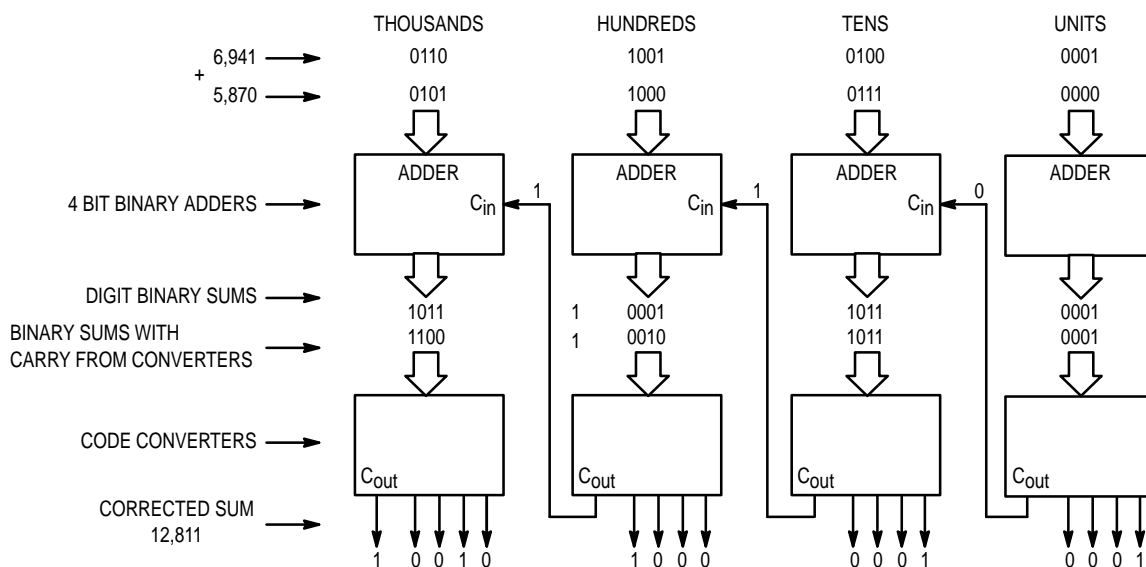 THOUSANDS HUNDREDS TENS UNITS
6,941 0110 1001 0100 0001
+
5,870 0101 1000 0111 0000
ADDER ADDER ADDER ADDER
4 BIT BINARY ADDERS Cin 1 Cin 1 Cin 0
DIGIT BINARY SUMS 1011 1 0001 1011 0001
BINARY SUMS WITH 1100 1 0010 1011 0001
CARRY FROM CONVERTERS
CODE CONVERTERS
Cout Cout Cout Cout
CORRECTED SUM
12,811
1 0 0 1 0 1 0 0 0 0 0 0 1 0 0 0 1